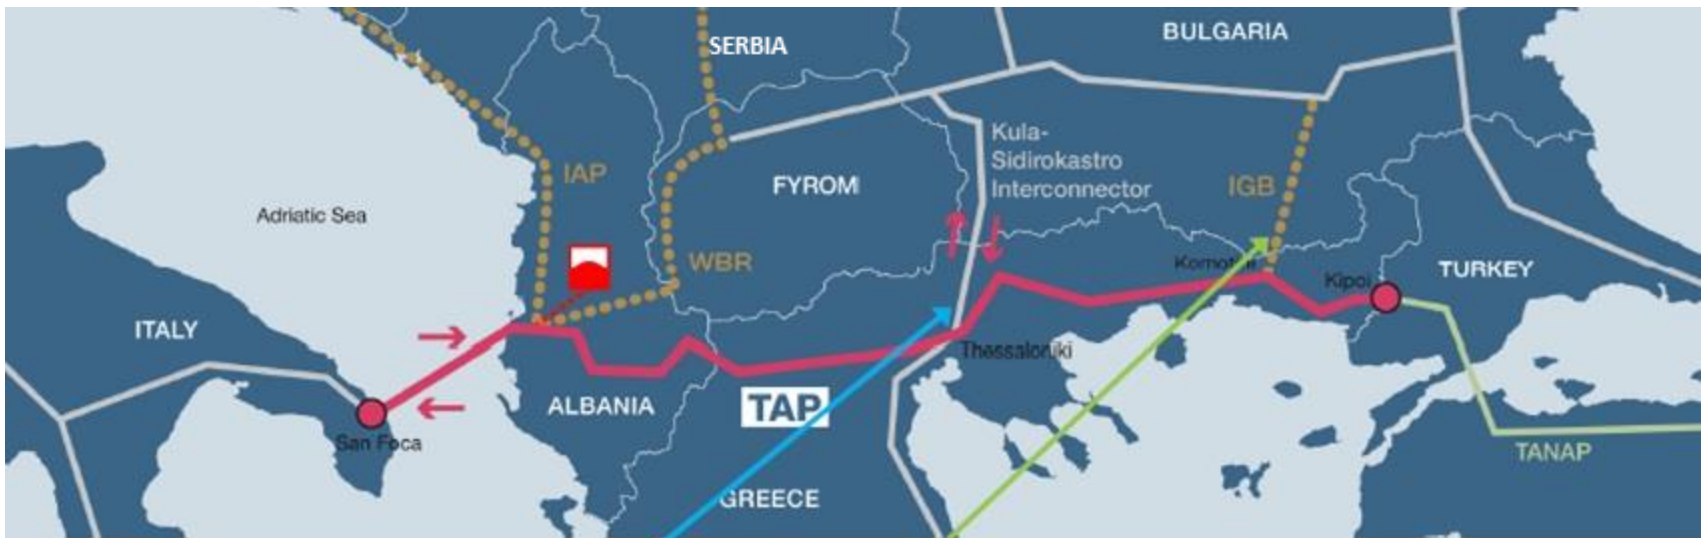 BULGARIA
SERBIA
Kula-
Sidirokastro
Interconnector
IAP
FYROM
IGB
Adriatic Sea
WBR
TURKEY
Kipoi
ITALY
Thessaloniki
ALBANIA
TAP
San Foca
TANAP
GREECE